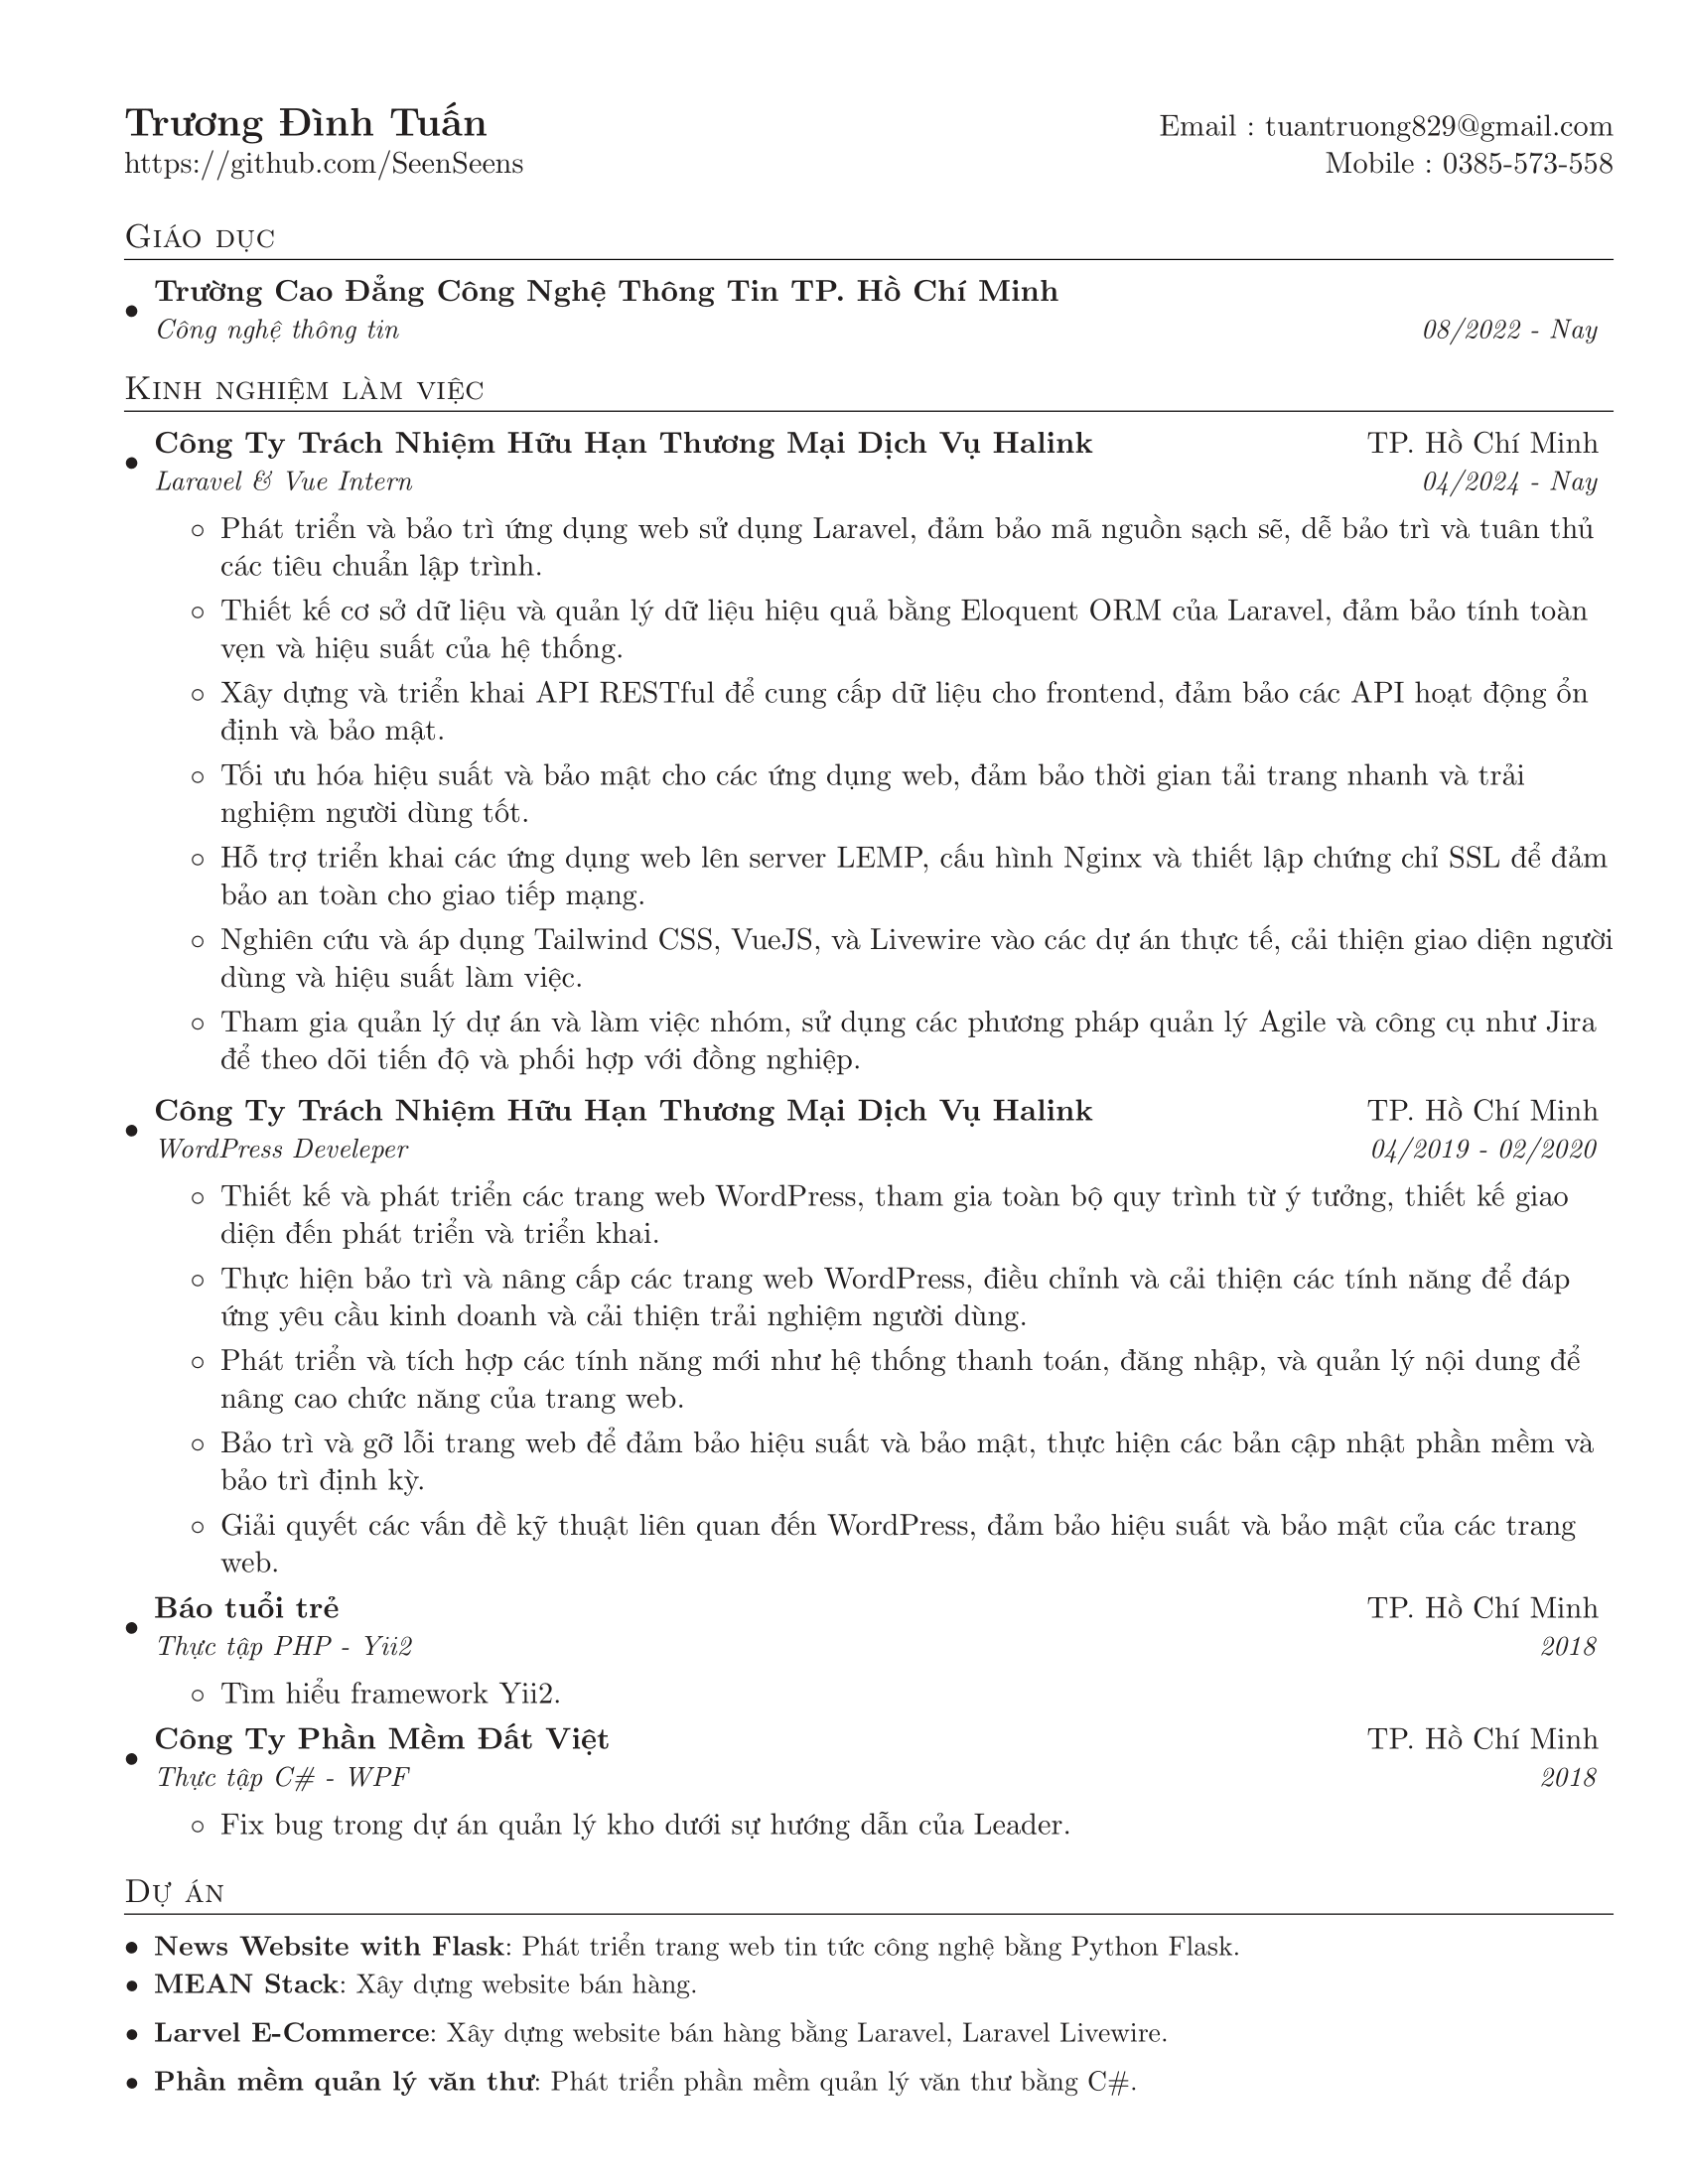 Trương Đình Tuấn
Email : tuantruong829@gmail.com
https://github.com/SeenSeens
Mobile : 0385-573-558
Giáo dục
• Trường Cao Đẳng Công Nghệ Thông Tin TP. Hồ Chí Minh
Công nghệ thông tin 08/2022 - Nay
Kinh nghiệm làm việc
• Công Ty Trách Nhiệm Hữu Hạn Thương Mại Dịch Vụ Halink TP. Hồ Chí Minh
Laravel & Vue Intern 04/2024 - Nay
◦ Phát triển và bảo trì ứng dụng web sử dụng Laravel, đảm bảo mã nguồn sạch sẽ, dễ bảo trì và tuân thủ
các tiêu chuẩn lập trình.
◦ Thiết kế cơ sở dữ liệu và quản lý dữ liệu hiệu quả bằng Eloquent ORM của Laravel, đảm bảo tính toàn
vẹn và hiệu suất của hệ thống.
◦ Xây dựng và triển khai API RESTful để cung cấp dữ liệu cho frontend, đảm bảo các API hoạt động ổn
định và bảo mật.
◦ Tối ưu hóa hiệu suất và bảo mật cho các ứng dụng web, đảm bảo thời gian tải trang nhanh và trải
nghiệm người dùng tốt.
◦ Hỗ trợ triển khai các ứng dụng web lên server LEMP, cấu hình Nginx và thiết lập chứng chỉ SSL để đảm
bảo an toàn cho giao tiếp mạng.
◦ Nghiên cứu và áp dụng Tailwind CSS, VueJS, và Livewire vào các dự án thực tế, cải thiện giao diện người
dùng và hiệu suất làm việc.
◦ Tham gia quản lý dự án và làm việc nhóm, sử dụng các phương pháp quản lý Agile và công cụ như Jira
để theo dõi tiến độ và phối hợp với đồng nghiệp.
• Công Ty Trách Nhiệm Hữu Hạn Thương Mại Dịch Vụ Halink TP. Hồ Chí Minh
WordPress Develeper 04/2019 - 02/2020
◦ Thiết kế và phát triển các trang web WordPress, tham gia toàn bộ quy trình từ ý tưởng, thiết kế giao
diện đến phát triển và triển khai.
◦ Thực hiện bảo trì và nâng cấp các trang web WordPress, điều chỉnh và cải thiện các tính năng để đáp
ứng yêu cầu kinh doanh và cải thiện trải nghiệm người dùng.
◦ Phát triển và tích hợp các tính năng mới như hệ thống thanh toán, đăng nhập, và quản lý nội dung để
nâng cao chức năng của trang web.
◦ Bảo trì và gỡ lỗi trang web để đảm bảo hiệu suất và bảo mật, thực hiện các bản cập nhật phần mềm và
bảo trì định kỳ.
◦ Giải quyết các vấn đề kỹ thuật liên quan đến WordPress, đảm bảo hiệu suất và bảo mật của các trang
web.
• Báo tuổi trẻ TP. Hồ Chí Minh
Thực tập PHP - Yii2 2018
◦ Tìm hiểu framework Yii2.
• Công Ty Phần Mềm Đất Việt TP. Hồ Chí Minh
Thực tập C# - WPF 2018
◦ Fix bug trong dự án quản lý kho dưới sự hướng dẫn của Leader.
Dự án
• News Website with Flask: Phát triển trang web tin tức công nghệ bằng Python Flask.
• MEAN Stack: Xây dựng website bán hàng.
• Larvel E-Commerce: Xây dựng website bán hàng bằng Laravel, Laravel Livewire.
• Phần mềm quản lý văn thư: Phát triển phần mềm quản lý văn thư bằng C#.